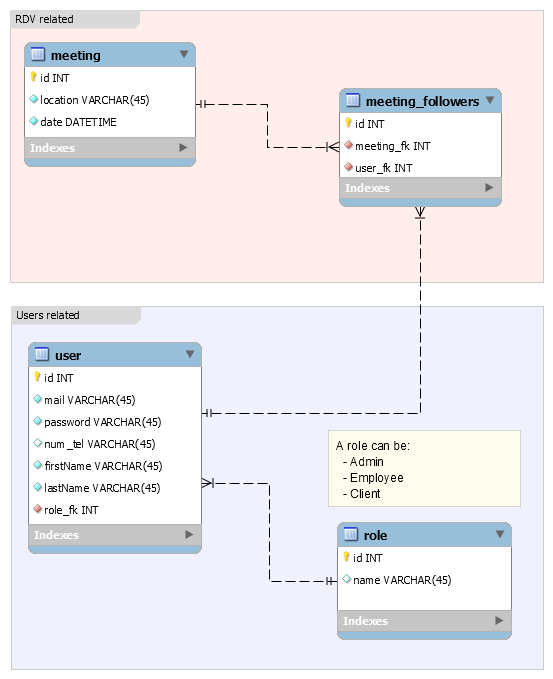 RDV related
meeting
id INT
location VARCHAR(45)
date DATETIME
Indexes
meeting_followers
id INT
meeting_fk INT
user_fk INT
Indexes
Users related
user
id INT
mail VARCHAR(45)
password VARCHAR(45)
num_tel VARCHAR(45)
firstName VARCHAR(45)
lastName VARCHAR(45)
role_fk INT
Indexes
A role can be:
- Admin
- Employee
- Client
role
id INT
name VARCHAR(45)
Indexes